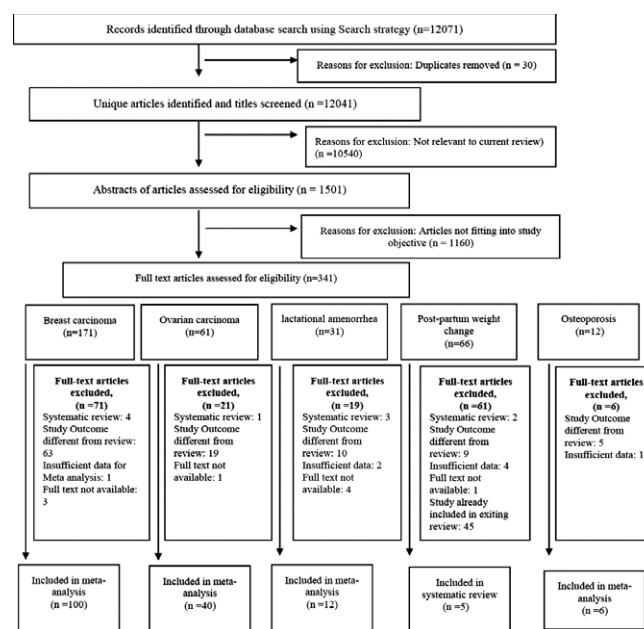 Records identified through database search using Search strategy (n=12071)
Reasons for exclusion: Duplicates removed (n = 30)
Unique articles identified and titles screened (n =12041)
Reasons for exclusion: Not relevant to current review)
(n =10540)
Abstracts of articles assessed for eligibility (n = 1501)
Reasons for exclusion: Articles not fitting into study
objective (n = 1160)
Full text articles assessed for eligibility (n=341)
Breast carcinoma
(n=171)
Ovarian carcinoma
(n=61)
lactational amenorrhea
(n=31)
Post-partum weight
change
(n=66)
Osteoporosis
(n=12)
Full-text articles
excluded,
(n =71)
Systematic review: 4
Study Outcome
different from review:
63
Insufficient data for
Meta analysis: 1
Full text not available:
3
Full-text articles
excluded,
(n =21)
Systematic review: 1
Study Outcome
different from
review: 19
Full text not
available: 1
Full-text articles
excluded,
(n =19)
Systematic review: 3
Study Outcome
different from
review: 10
Insufficient data: 2
Full text not
available: 4
Full-text articles
excluded,
(n =61)
Systematic review: 2
Study Outcome
different from
review: 9
Insufficient data: 4
Full text not
available: 1
Study already
included in exiting
review: 45
Full-text articles
excluded,
(n =6)
Study Outcome
different from
review: 5
Insufficient data: 1
Included in meta-
analysis
(n =100)
Included in meta-
analysis
(n =40)
Included in meta-
analysis
(n =12)
Included in
systematic review
(n =5)
Included in meta-
analysis
(n =6)